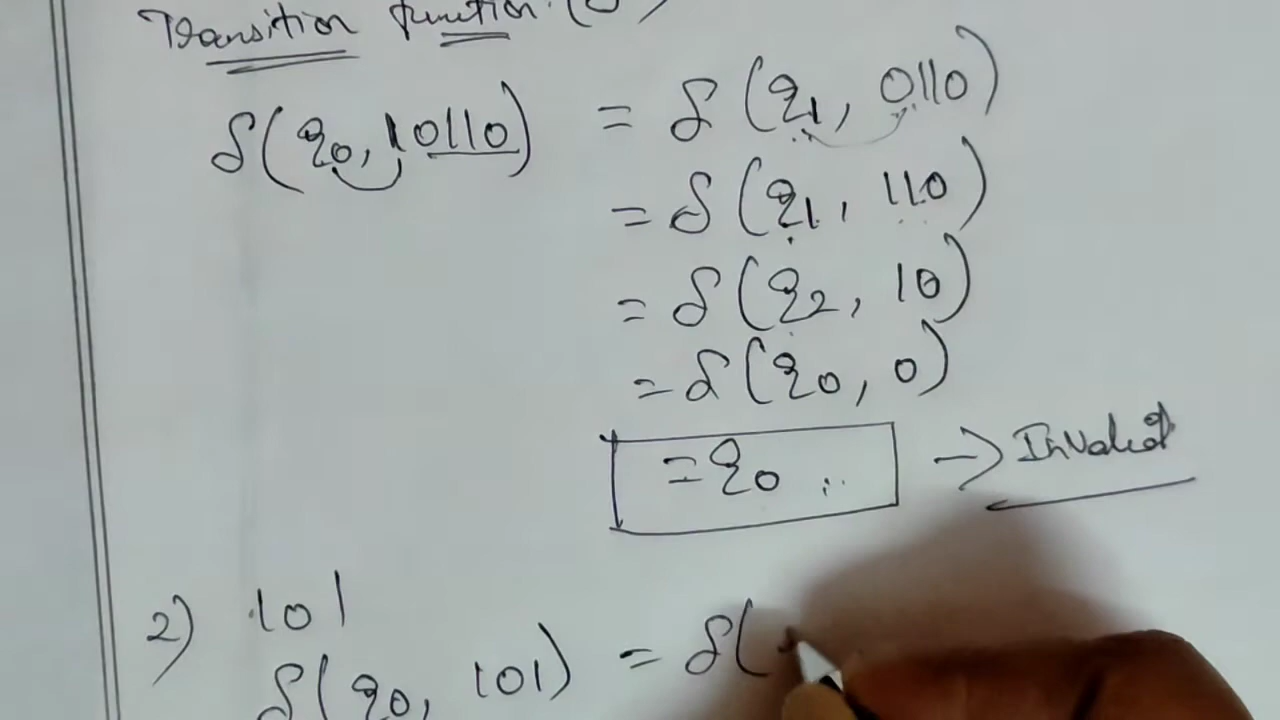 Transition function (δ)
δ(q0, 10110) = δ(q1, 0110)
= δ(q1, 110)
= δ(q2, 10)
= δ(q0, 0)
= q0 → Invalid
2) 101
δ(q0, 101) = δ(